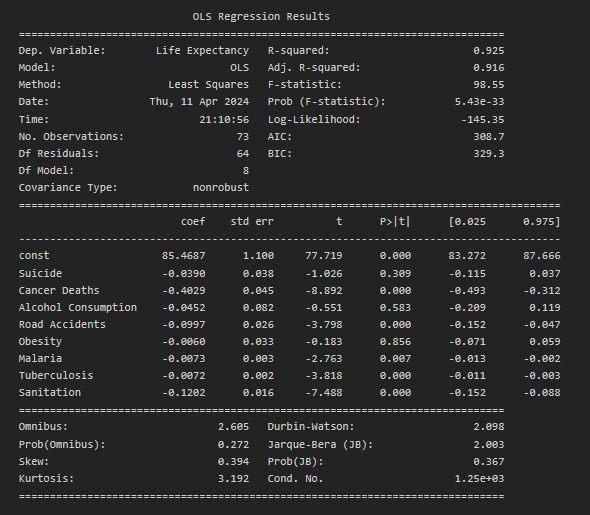 OLS Regression Results
==============================================================================
Dep. Variable: Life Expectancy R-squared: 0.925
Model: OLS Adj. R-squared: 0.916
Method: Least Squares F-statistic: 98.55
Date: Thu, 11 Apr 2024 Prob (F-statistic): 5.43e-33
Time: 21:10:56 Log-Likelihood: -145.35
No. Observations: 73 AIC: 308.7
Df Residuals: 64 BIC: 329.3
Df Model: 8
Covariance Type: nonrobust
=======================================================================================
coef std err t P>|t| [0.025 0.975]
---------------------------------------------------------------------------------------
const 85.4687 1.100 77.719 0.000 83.272 87.666
Suicide -0.0390 0.038 -1.026 0.309 -0.115 0.037
Cancer Deaths -0.4029 0.045 -8.892 0.000 -0.493 -0.312
Alcohol Consumption -0.0452 0.082 -0.551 0.583 -0.209 0.119
Road Accidents -0.0997 0.026 -3.798 0.000 -0.152 -0.047
Obesity -0.0060 0.033 -0.183 0.856 -0.071 0.059
Malaria -0.0073 0.003 -2.763 0.007 -0.013 -0.002
Tuberculosis -0.0072 0.002 -3.818 0.000 -0.011 -0.003
Sanitation -0.1202 0.016 -7.488 0.000 -0.152 -0.088
==============================================================================
Omnibus: 2.605 Durbin-Watson: 2.098
Prob(Omnibus): 0.272 Jarque-Bera (JB): 2.003
Skew: 0.394 Prob(JB): 0.367
Kurtosis: 3.192 Cond. No. 1.25e+03
==============================================================================